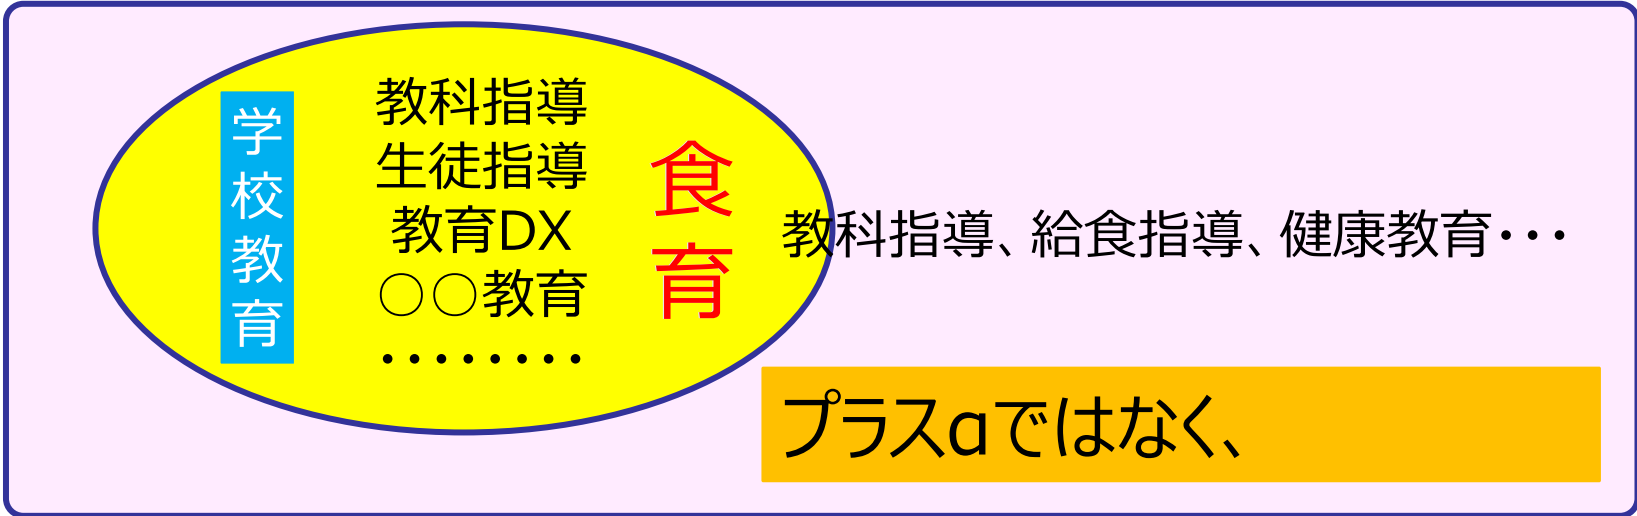 学校教育
教科指導
生徒指導
教育DX
○○教育
・・・・・・・・
食育
教科指導、給食指導、健康教育・・・
プラスαではなく、